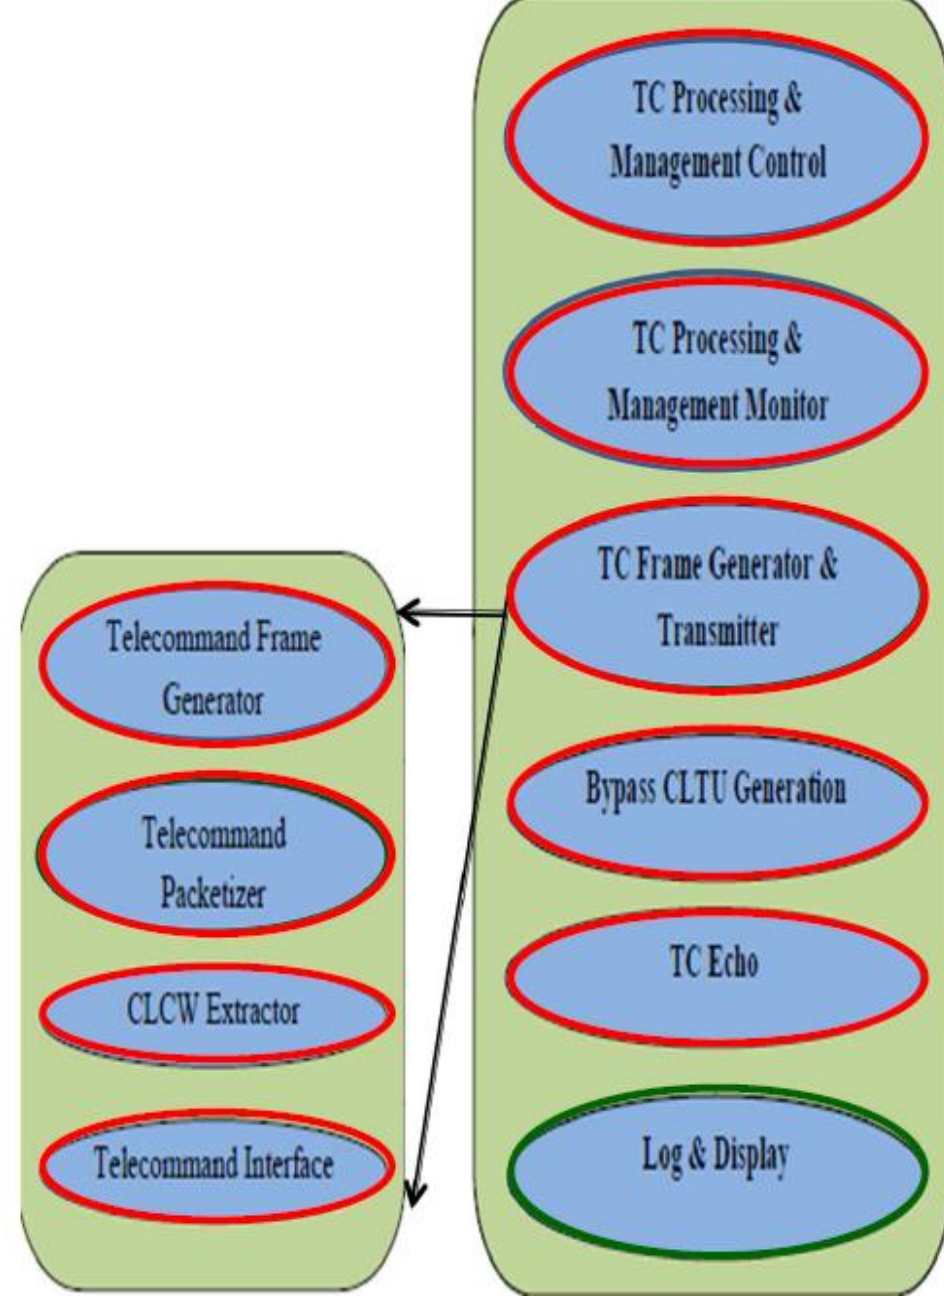 TC Processing &
Management Control
TC Processing &
Management Monitor
TC Frame Generator &
Transmitter
Bypass CLTU Generation
TC Echo
Log & Display
Telecommand Frame
Generator
Telecommand
Packetizer
CLCW Extractor
Telecommand Interface